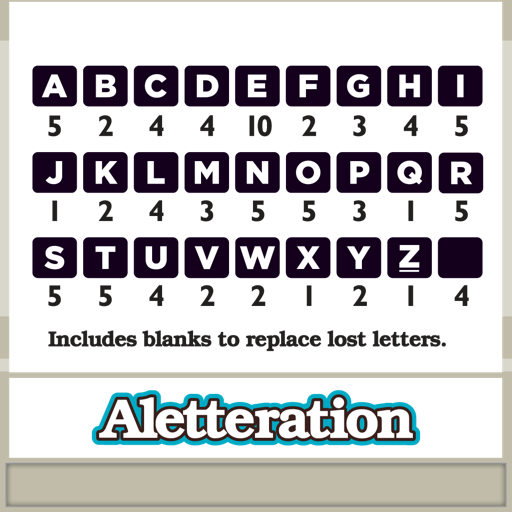 A B C D E F G H I
5 2 4 4 10 2 3 4 5
J K L M N O P Q R
1 2 4 3 5 5 3 1 5
S T U V W X Y Z
5 5 4 2 2 1 2 1 4
Includes blanks to replace lost letters.
Aletteration